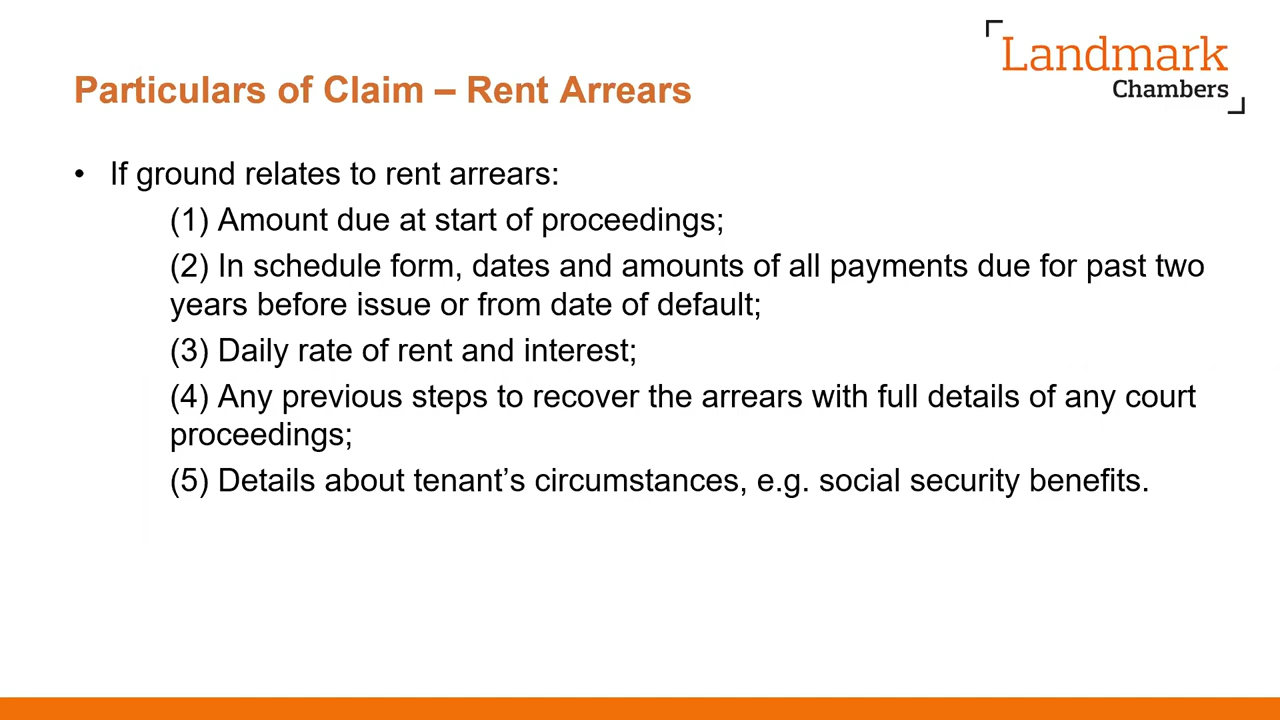 Landmark
Chambers
Particulars of Claim – Rent Arrears
• If ground relates to rent arrears:
(1) Amount due at start of proceedings;
(2) In schedule form, dates and amounts of all payments due for past two
years before issue or from date of default;
(3) Daily rate of rent and interest;
(4) Any previous steps to recover the arrears with full details of any court
proceedings;
(5) Details about tenant’s circumstances, e.g. social security benefits.